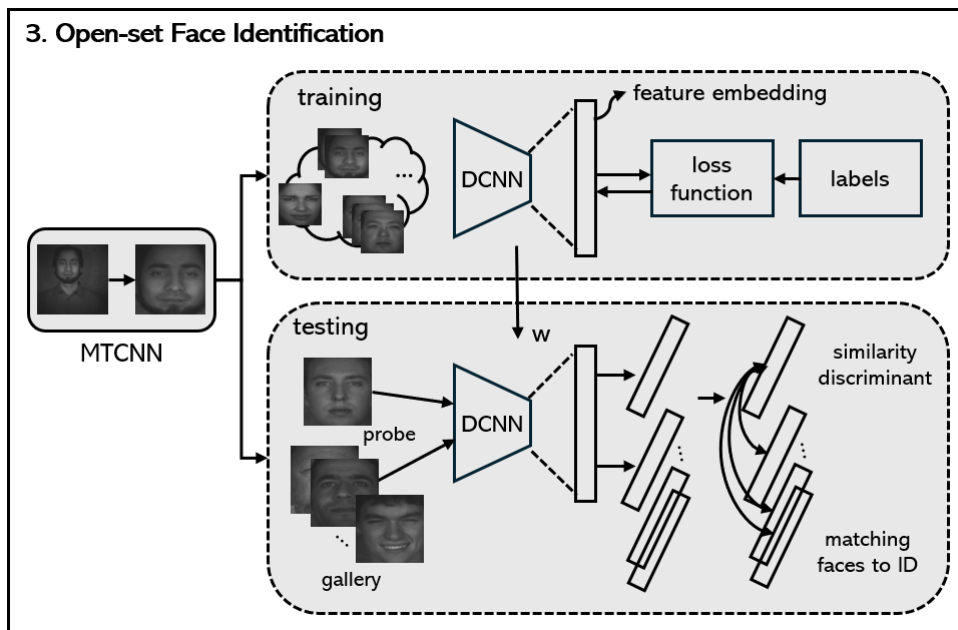 3. Open-set Face Identification
training
feature embedding
...
DCNN
loss
function
labels
MTCNN
testing
w
similarity
discriminant
probe
DCNN
...
...
...
gallery
matching
faces to ID